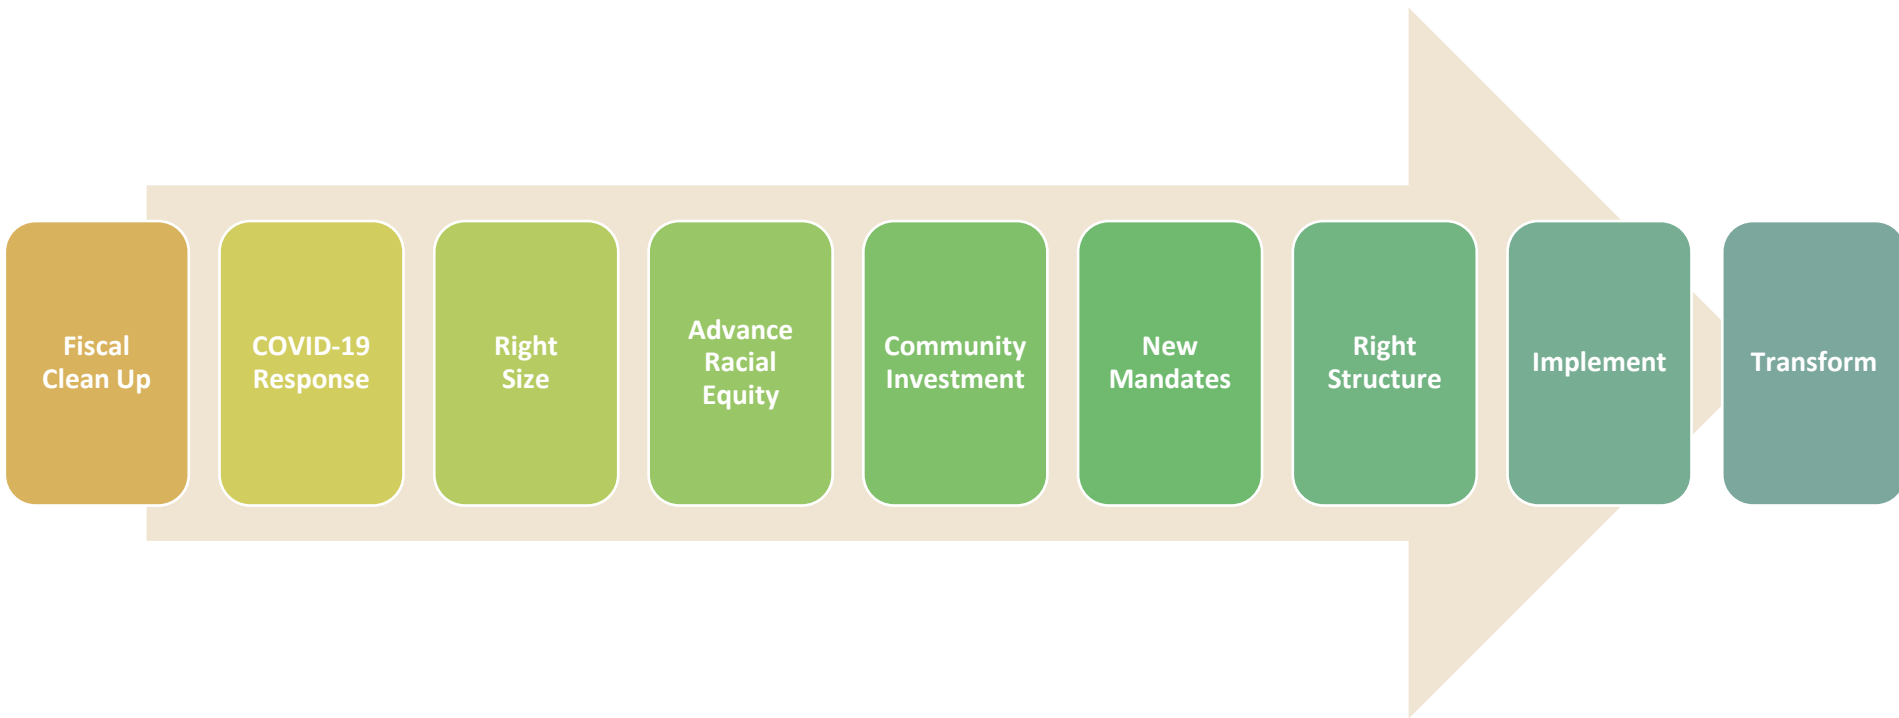 Fiscal
Clean Up
COVID-19
Response
Right
Size
Advance
Racial
Equity
Community
Investment
New
Mandates
Right
Structure
Implement
Transform